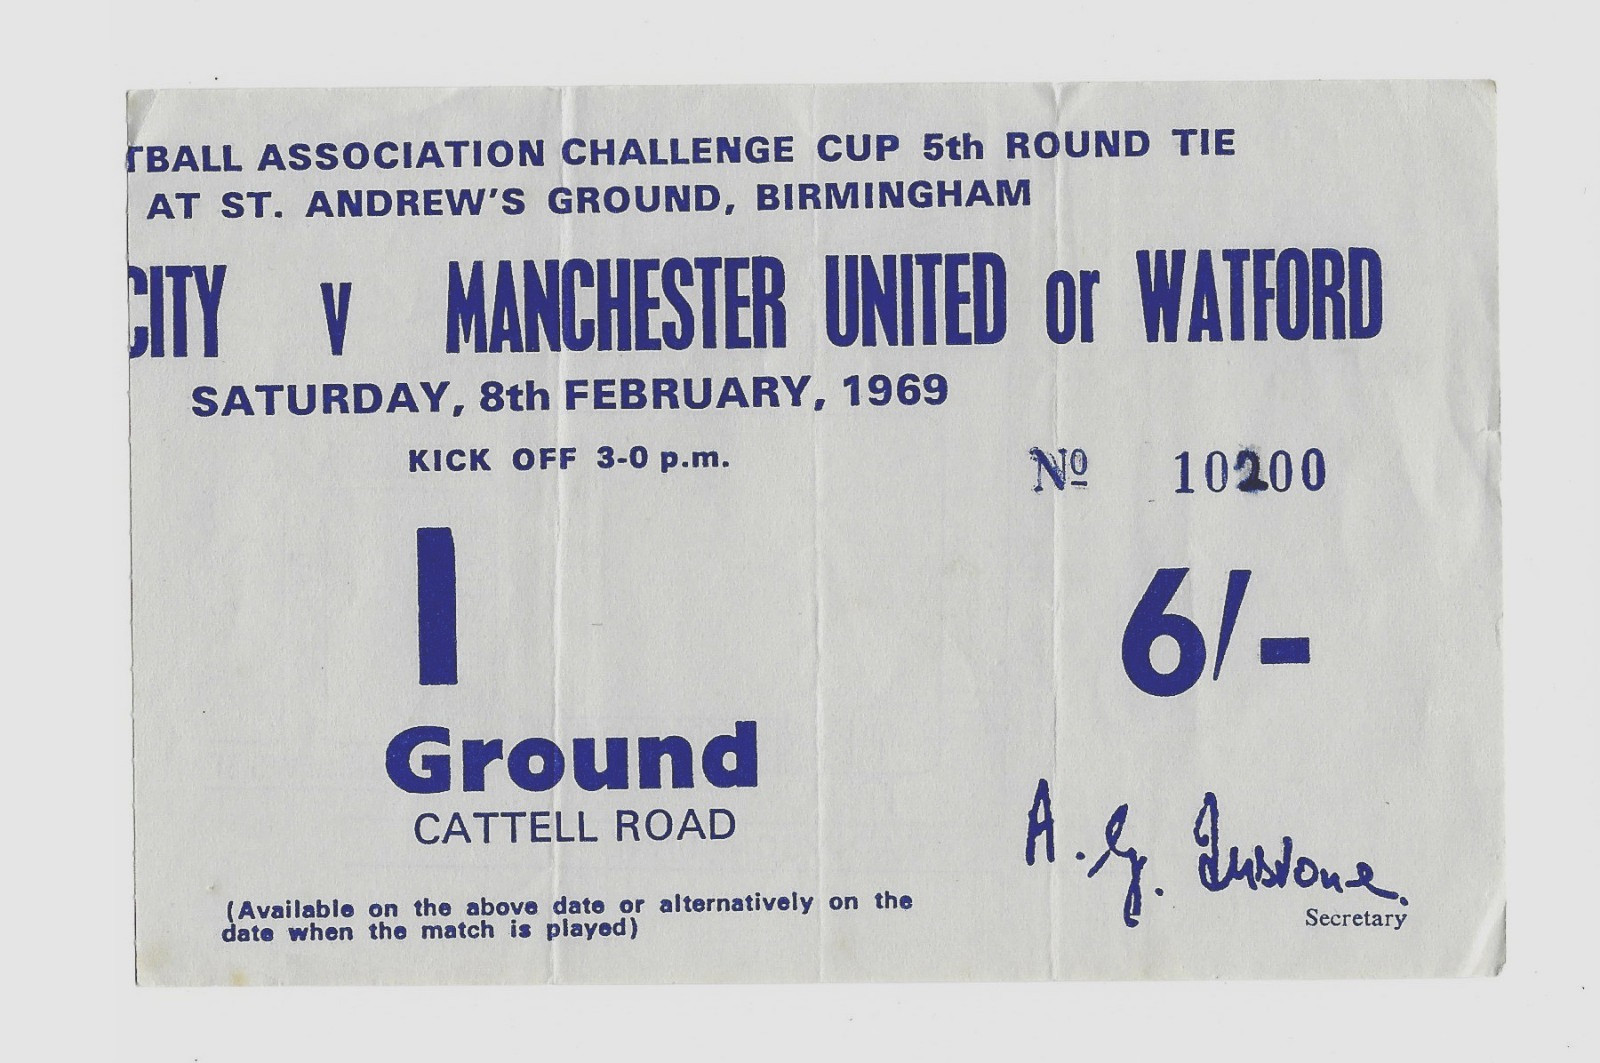 TBALL ASSOCIATION CHALLENGE CUP 5th ROUND TIE
AT ST. ANDREW'S GROUND, BIRMINGHAM
CITY v MANCHESTER UNITED or WATFORD
SATURDAY, 8th FEBRUARY, 1969
KICK OFF 3-0 p.m.
Nº 10200
1
6/-
Ground
CATTELL ROAD
A. G.
(Available on the above date or alternatively on the
date when the match is played)
Secretary